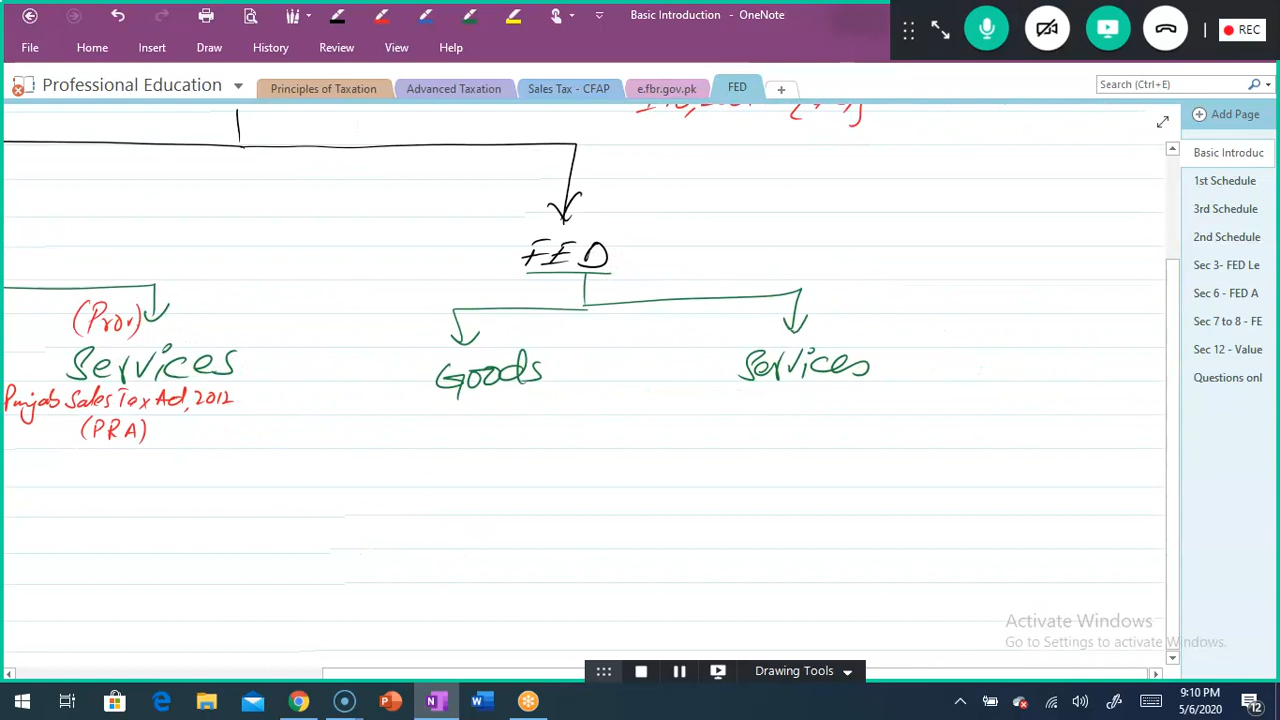 Basic Introduction - OneNote
REC
File Home Insert Draw History Review View Help
Professional Education
Principles of Taxation
Advanced Taxation
Sales Tax - CFAP
e.fbr.gov.pk
FED
Search (Ctrl+E)
Add Page
Basic Introduc
1st Schedule
3rd Schedule
2nd Schedule
Sec 3- FED Le
Sec 6 - FED A
Sec 7 to 8 - FE
Sec 12 - Value
Questions onl
FED
(Prov)
Services
Punjab Sales Tax Act, 2012
(PRA)
Goods
Services
Activate Windows
Go to Settings to activate Windows.
Drawing Tools
9:10 PM
5/6/2020
12